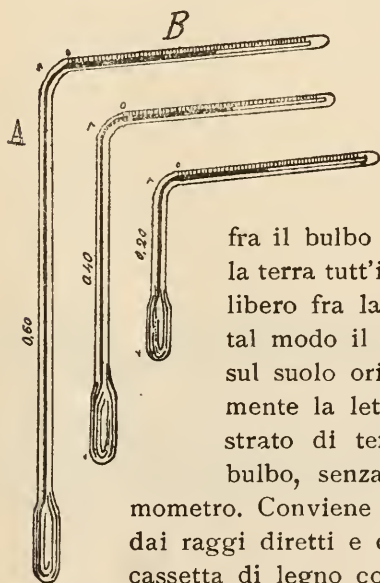 B
A
0,60
0,40
0,20
fra il bulbo
la terra tutt'i
libero fra la
tal modo il
sul suolo ori
mente la let
strato di te
bulbo, senza
mometro. Conviene
dai raggi diretti e e
cassetta di legno co